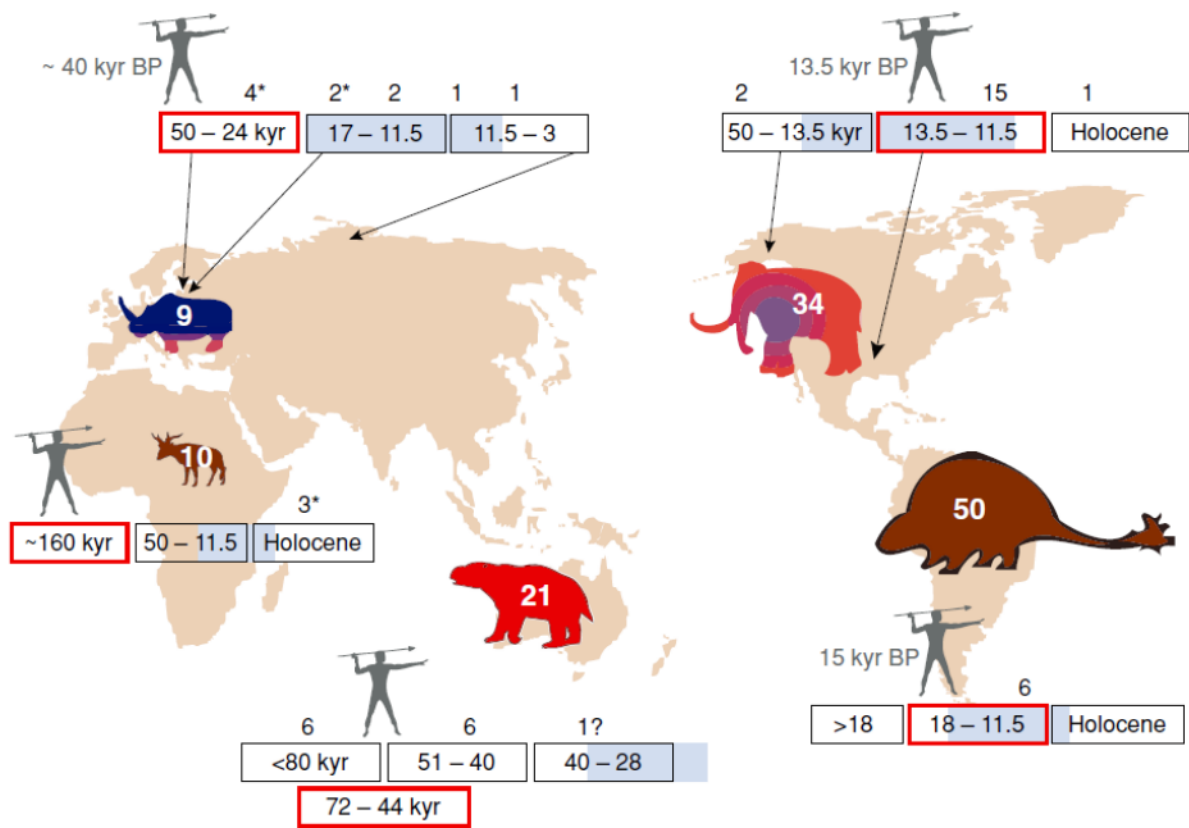 ~ 40 kyr BP
4* 2* 2 1 1
50 – 24 kyr 17 – 11.5 11.5 – 3
13.5 kyr BP
2 15 1
50 – 13.5 kyr 13.5 – 11.5 Holocene
9
34
10
3*
~160 kyr 50 – 11.5 Holocene
50
21
15 kyr BP
6
>18 18 – 11.5 Holocene
6 6 1?
<80 kyr 51 – 40 40 – 28
72 – 44 kyr